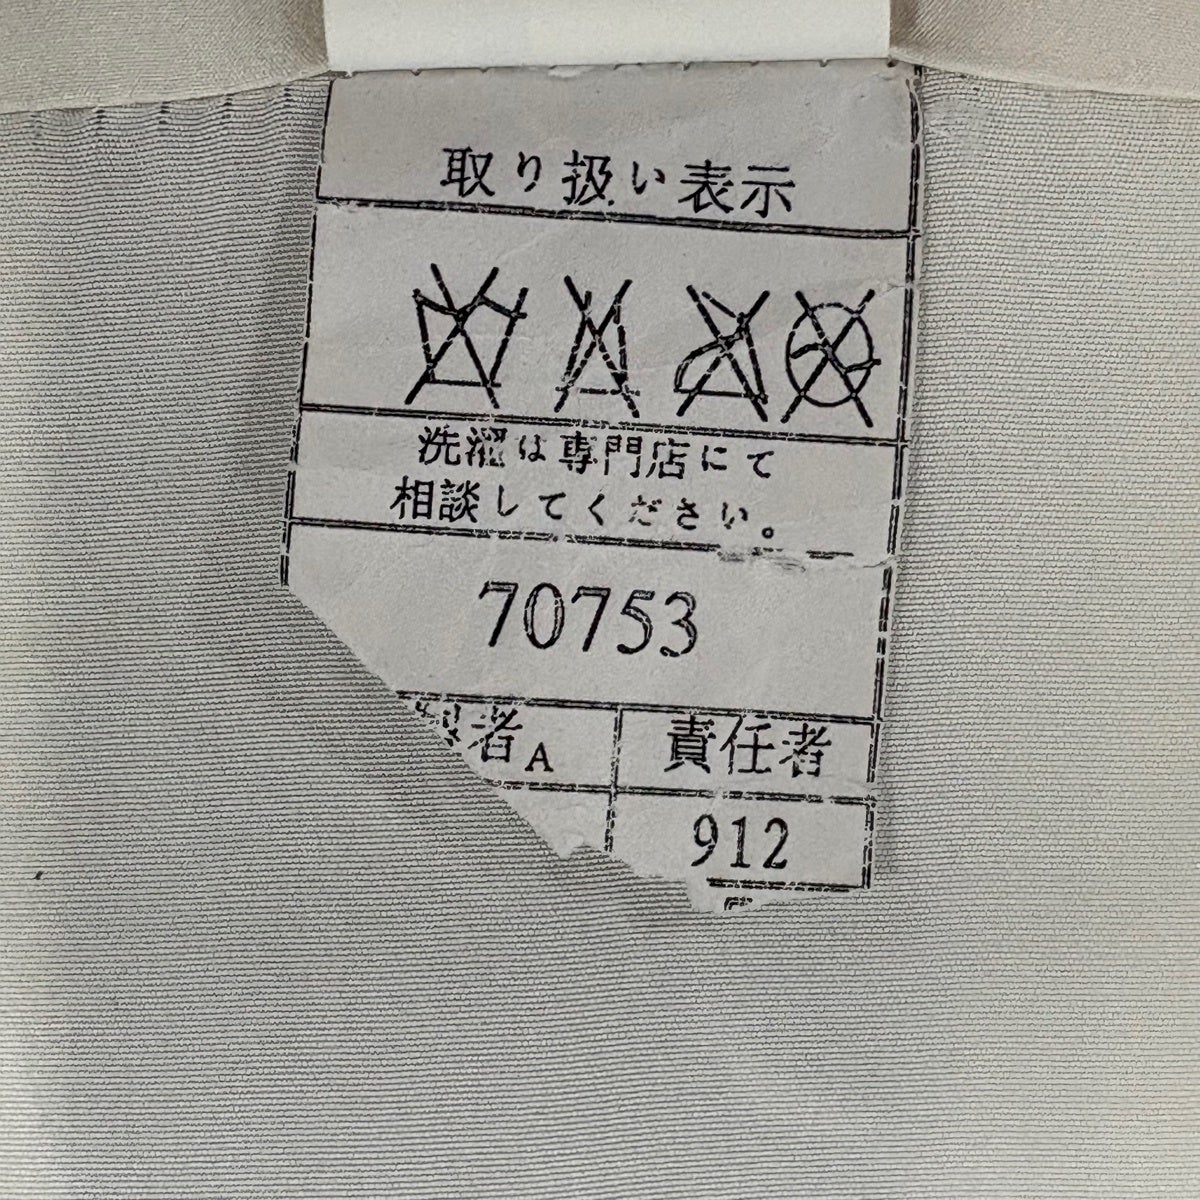 取り扱い表示
洗濯は専門店にて
相談してください。
70753
者A 責任者
912